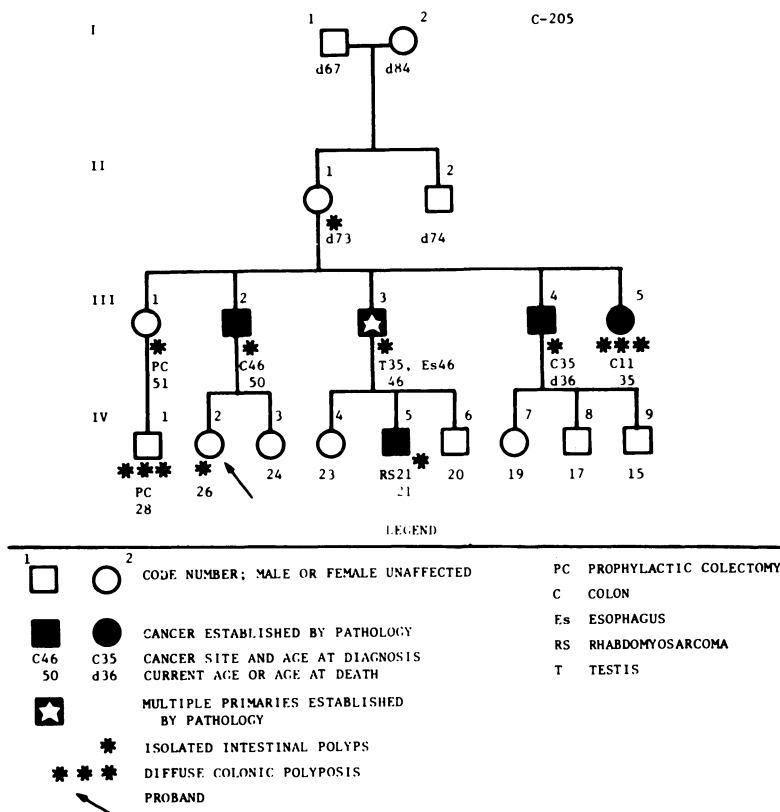 I 1 2 C-205
d67 d84
II 1 2
d73 d74
III 1 2 3 4 5
PC C46 T35, Es46 C35 C11
51 50 46 d36 35
IV 1 2 3 4 5 6 7 8 9
PC 26 24 23 RS21 20 19 17 15
28 21
LEGEND
1 2 CODE NUMBER; MALE OR FEMALE UNAFFECTED
CANCER ESTABLISHED BY PATHOLOGY
C46 C35 CANCER SITE AND AGE AT DIAGNOSIS
50 d36 CURRENT AGE OR AGE AT DEATH
MULTIPLE PRIMARIES ESTABLISHED
BY PATHOLOGY
ISOLATED INTESTINAL POLYPS
DIFFUSE COLONIC POLYPOSIS
PROBAND
PC PROPHYLACTIC COLECTOMY
C COLON
Es ESOPHAGUS
RS RHABDOMYOSARCOMA
T TESTIS